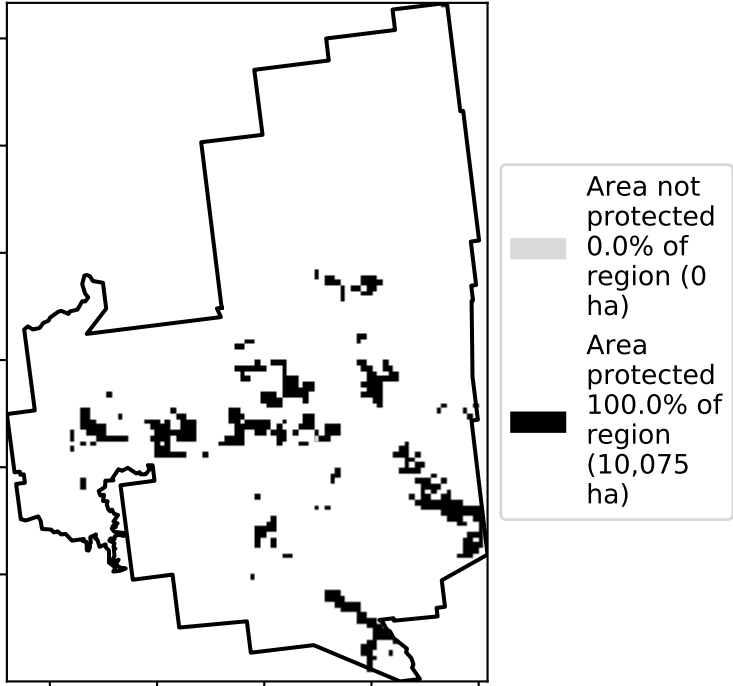 Area not
protected
0.0% of
region (0
ha)
Area
protected
100.0% of
region
(10,075
ha)